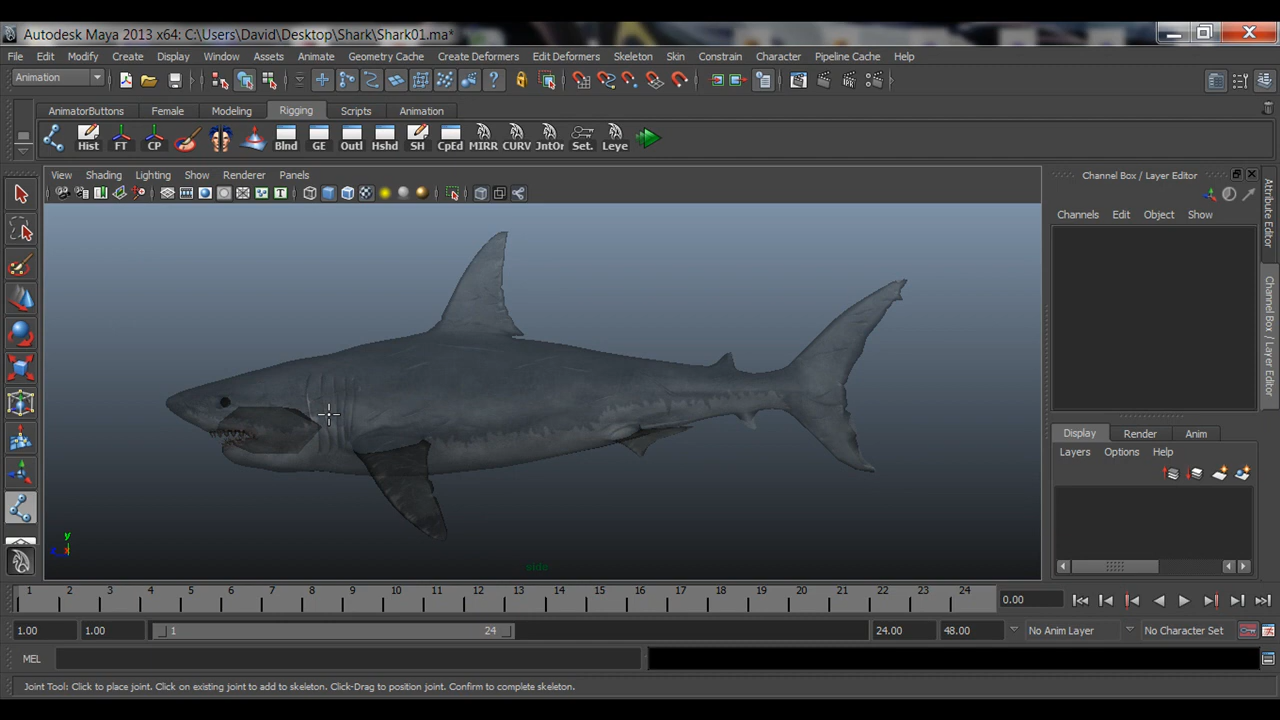 Autodesk Maya 2013 x64: C:\Users\David\Desktop\Shark\Shark01.ma*
File Edit Modify Create Display Window Assets Animate Geometry Cache Create Deformers Edit Deformers Skeleton Skin Constrain Character Pipeline Cache Help
Animation
AnimatorButtons Female Modeling Rigging Scripts Animation
Hist FT CP Blnd GE Outl Hshd SH CpEd MIRR CURV JntOr Set. Leye
View Shading Lighting Show Renderer Panels
Channel Box / Layer Editor
Channels Edit Object Show
Attribute Editor
Channel Box / Layer Editor
Display Render Anim
Layers Options Help
y
side
1 2 3 4 5 6 7 8 9 10 11 12 13 14 15 16 17 18 19 20 21 22 23 24
0.00
1.00 1.00 1 24 24.00 48.00 No Anim Layer No Character Set
MEL
Joint Tool: Click to place joint. Click on existing joint to add to skeleton. Click-Drag to position joint. Confirm to complete skeleton.